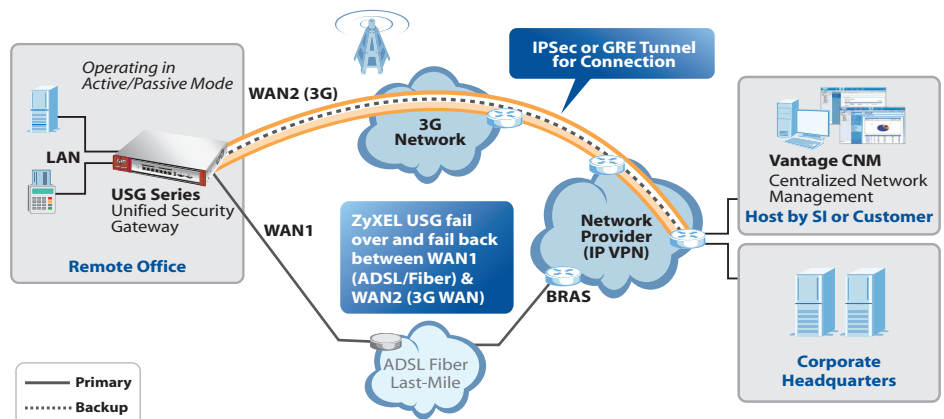 Operating in
Active/Passive Mode
LAN
USG Series
Unified Security
Gateway
Remote Office
WAN2 (3G)
WAN1
3G
Network
IPSec or GRE Tunnel
for Connection
ZyXEL USG fail
over and fail back
between WAN1
(ADSL/Fiber) &
WAN2 (3G WAN)
Network
Provider
(IP VPN)
BRAS
ADSL Fiber
Last-Mile
Vantage CNM
Centralized Network
Management
Host by SI or Customer
Corporate
Headquarters
Primary
Backup